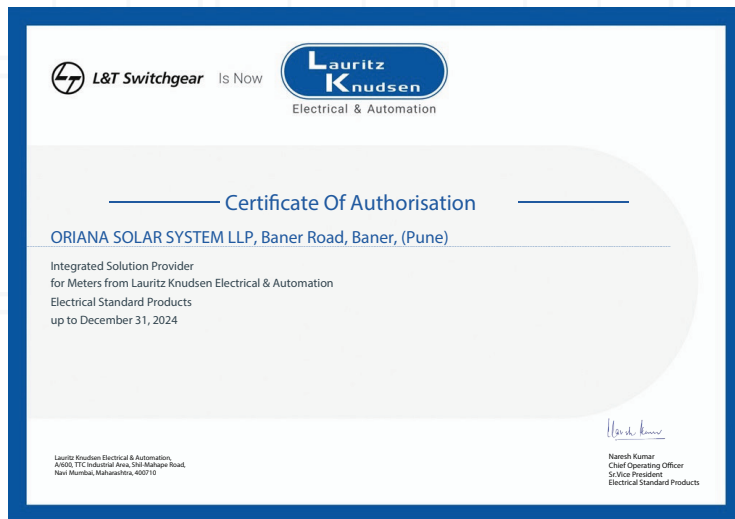 L&T Switchgear Is Now
Lauritz
Knudsen
Electrical & Automation
Certificate Of Authorisation
ORIANA SOLAR SYSTEM LLP, Baner Road, Baner, (Pune)
Integrated Solution Provider
for Meters from Lauritz Knudsen Electrical & Automation
Electrical Standard Products
up to December 31, 2024
Lauritz Knudsen Electrical & Automation,
A/600, TTC Industrial Area, Shil-Mahape Road,
Navi Mumbai, Maharashtra, 400710
Naresh Kumar
Naresh Kumar
Chief Operating Officer
Sr.Vice President
Electrical Standard Products